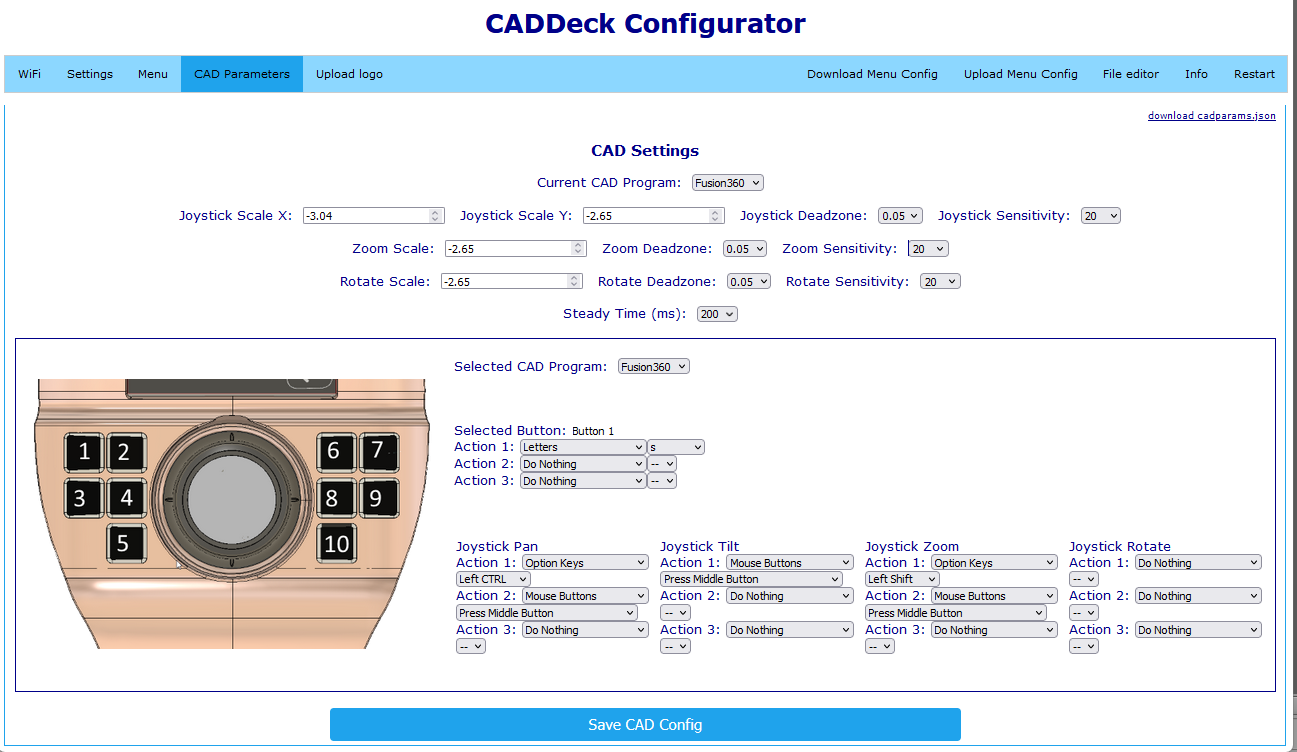 CADDeck Configurator
WiFi Settings Menu CAD Parameters Upload logo Download Menu Config Upload Menu Config File editor Info Restart
download cadparams.json
CAD Settings
Current CAD Program: Fusion360
Joystick Scale X: -3.04 Joystick Scale Y: -2.65 Joystick Deadzone: 0.05 Joystick Sensitivity: 20
Zoom Scale: -2.65 Zoom Deadzone: 0.05 Zoom Sensitivity: 20
Rotate Scale: -2.65 Rotate Deadzone: 0.05 Rotate Sensitivity: 20
Steady Time (ms): 200
1 2 6 7
3 4 8 9
5 10
Selected CAD Program: Fusion360
Selected Button: Button 1
Action 1: Letters s
Action 2: Do Nothing --
Action 3: Do Nothing --
Joystick Pan Joystick Tilt Joystick Zoom Joystick Rotate
Action 1: Option Keys Action 1: Mouse Buttons Action 1: Option Keys Action 1: Do Nothing
Left CTRL Press Middle Button Left Shift --
Action 2: Mouse Buttons Action 2: Do Nothing Action 2: Mouse Buttons Action 2: Do Nothing
Press Middle Button -- Press Middle Button --
Action 3: Do Nothing Action 3: Do Nothing Action 3: Do Nothing Action 3: Do Nothing
-- -- -- --
Save CAD Config